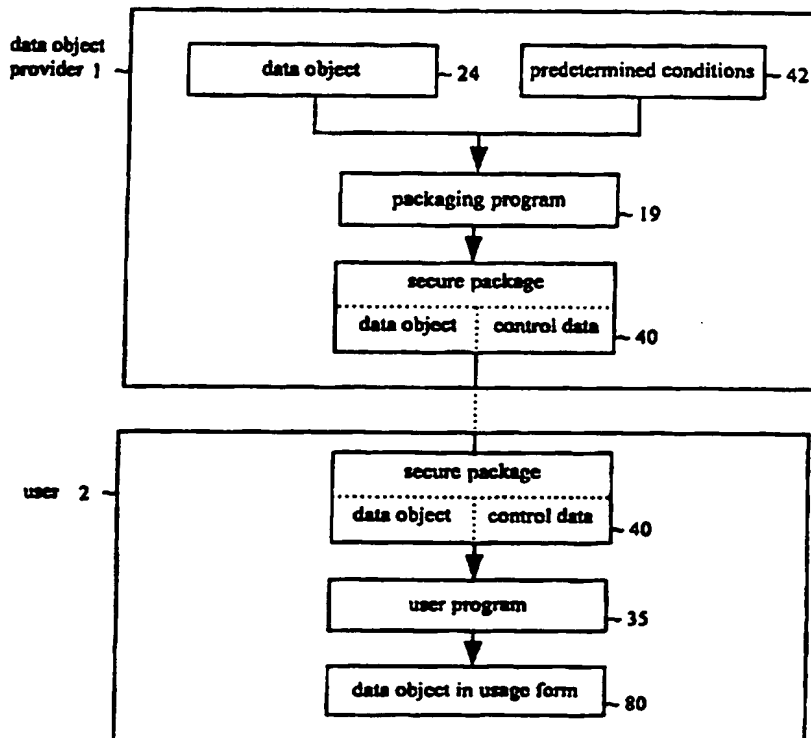 data object
provider 1
data object
24
predetermined conditions
42
packaging program
19
secure package
data object
control data
40
user 2
secure package
data object
control data
40
user program
35
data object in usage form
80